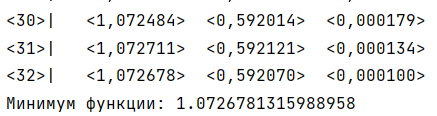 <30>|   <1,072484>  <0,592014>  <0,000179>
<31>|   <1,072711>  <0,592121>  <0,000134>
<32>|   <1,072678>  <0,592070>  <0,000100>
Минимум функции: 1.0726781315988958